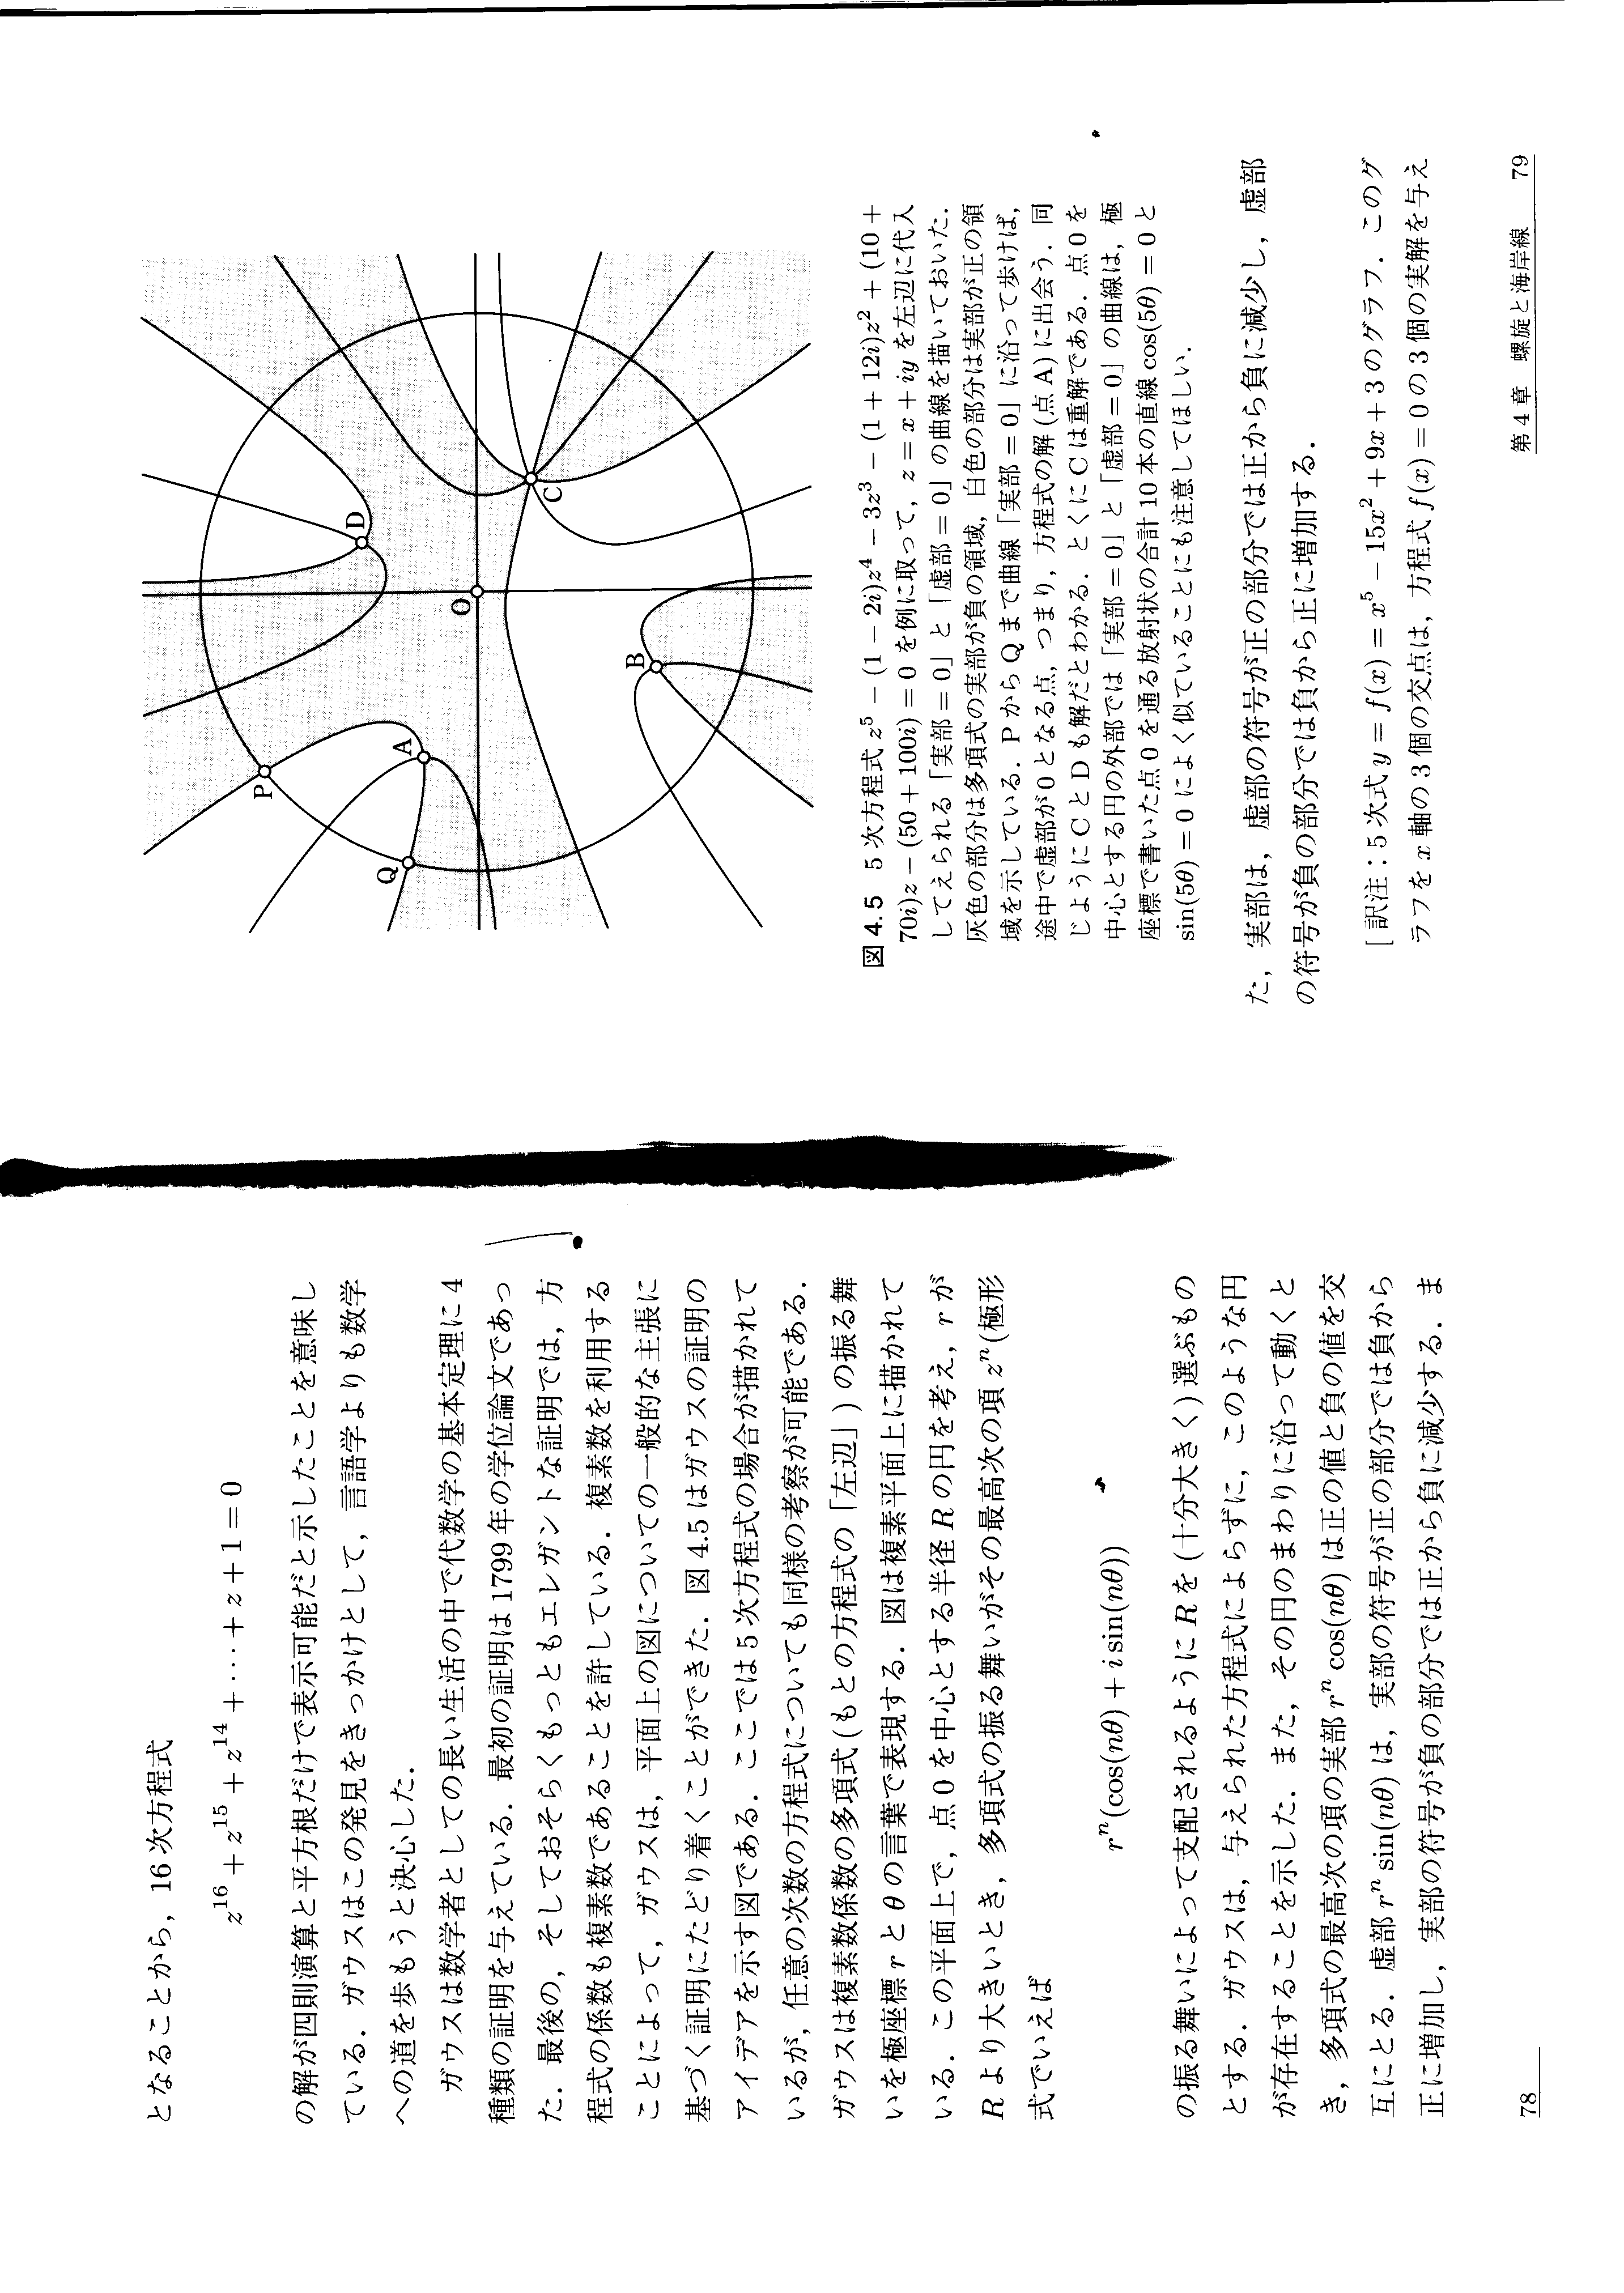 となることから，16次方程式
z^16 + z^15 + z^14 + ⋯ + z + 1 = 0
の解が四則演算と平方根だけで表示可能だと示したことを意味し
ている．ガウスはこの発見をきっかけとして，言語学よりも数学
への道を歩もうと決心した．
ガウスは数学者としての長い生活の中で代数学の基本定理に4
種類の証明を与えている．最初の証明は1799年の学位論文であっ
た．最後の，そしておそらくもっともエレガントな証明では，方
程式の係数も複素数であることを許している．複素数を利用する
ことによって，ガウスは，平面上の図についての一般的な主張に
基づく証明にたどり着くことができた．図4.5はガウスの証明の
アイデアを示す図である．ここでは5次方程式の場合が描かれて
いるが，任意の次数の方程式についても同様の考察が可能である．
ガウスは複素数係数の多項式(もとの方程式の「左辺」)の振る舞
いを極座標rとθの言葉で表現する．図は複素平面上に描かれて
いる．この平面上で，点0を中心とする半径Rの円を考え，rが
Rより大きいとき，多項式の振る舞いがその最高次の項z^n(極形
式でいえば
r^n(cos(nθ) + i sin(nθ))
の振る舞いによって支配されるようにRを(十分大きく)選ぶもの
とする．ガウスは，与えられた方程式によらずに，このような円
が存在することを示した．また，その円のまわりに沿って動くと
き，多項式の最高次の項の実部r^n cos(nθ)は正の値と負の値を交
互にとる．虚部r^n sin(nθ)は，実部の符号が正の部分では負から
正に増加し，実部の符号が負の部分では正から負に減少する．ま
78
P
Q
A
D
O
B
C
図4.5 5次方程式 z^5 − (1 − 2i)z^4 − 3z^3 − (1 + 12i)z^2 + (10 +
70i)z − (50 + 100i) = 0 を例に取って，z = x + iy を左辺に代入
してえられる「実部 = 0」と「虚部 = 0」の曲線を描いておいた．
灰色の部分は多項式の実部が負の領域，白色の部分は実部が正の領
域を示している．PからQまで曲線「実部 = 0」に沿って歩けば，
途中で虚部が0となる点，つまり，方程式の解(点A)に出会う．同
じようにCとDも解だとわかる．とくにCは重解である．点0を
中心とする円の外部では「実部 = 0」と「虚部 = 0」の曲線は，極
座標で書いた点0を通る放射状の合計10本の直線cos(5θ) = 0と
sin(5θ) = 0によく似ていることにも注意してほしい．
た，実部は，虚部の符号が正の部分では正から負に減少し，虚部
の符号が負の部分では負から正に増加する．
[訳注：5次式 y = f(x) = x^5 − 15x^2 + 9x + 3 のグラフ．このグ
ラフをx軸の3個の交点は，方程式 f(x) = 0 の3個の実解を与え
第4章 螺旋と海岸線 79